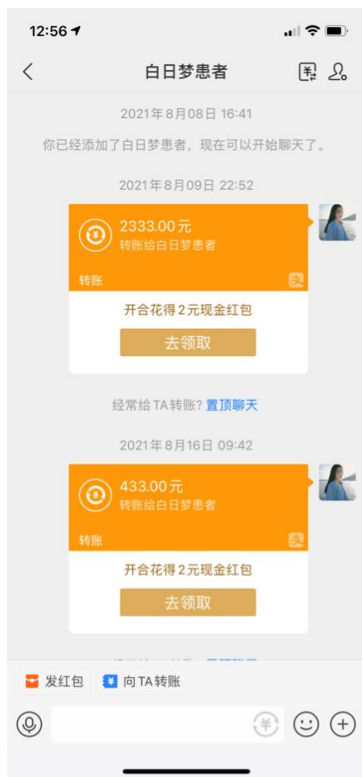 12:56
白日梦患者
2021年8月08日 16:41
你已经添加了白日梦患者，现在可以开始聊天了。
2021年8月09日 22:52
2333.00元
转账给白日梦患者
转账
开合花得2元现金红包
去领取
经常给TA转账? 置顶聊天
2021年8月16日 09:42
433.00元
转账给白日梦患者
转账
开合花得2元现金红包
去领取
发红包 向TA转账